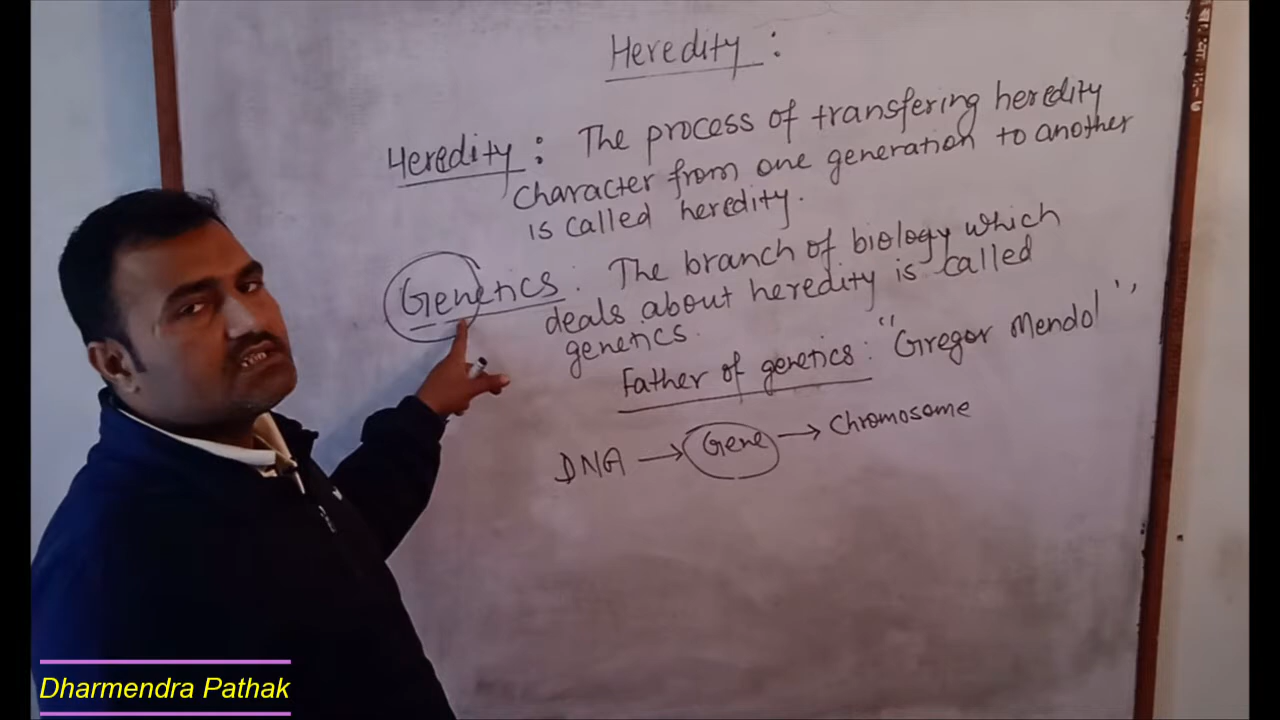 Heredity :
Heredity : The process of transfering heredity
character from one generation to another
is called heredity.
Genetics : The branch of biology which
deals about heredity is called
genetics.
Father of genetics : "Gregor Mendol"
DNA → Gene → Chromosome
Dharmendra Pathak